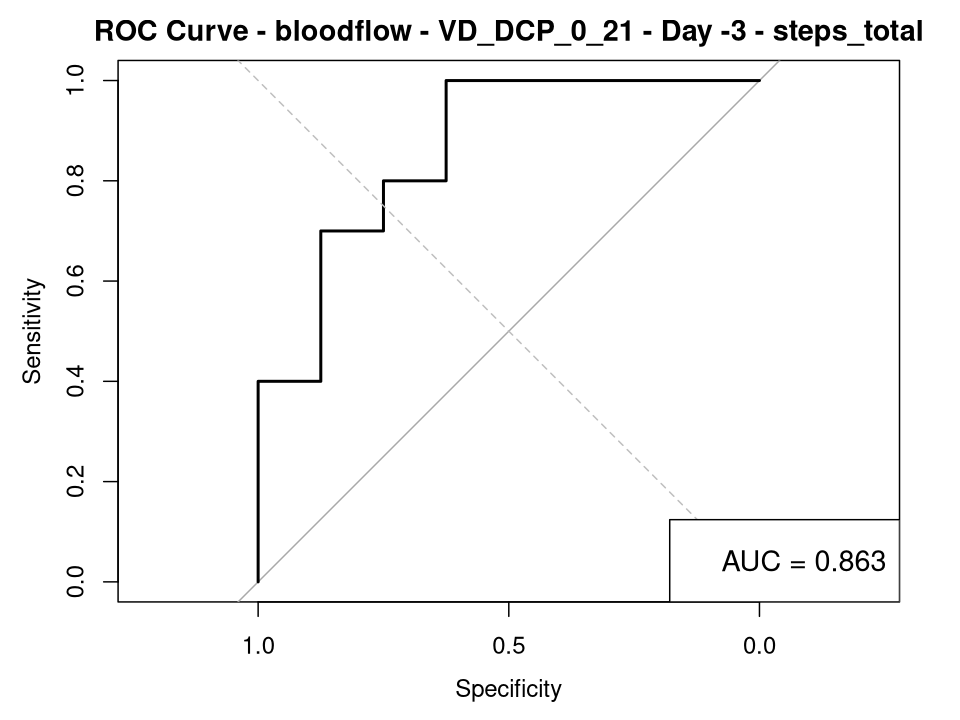 ROC Curve - bloodflow - VD_DCP_0_21 - Day -3 - steps_total
Sensitivity
1.0
0.8
0.6
0.4
0.2
0.0
AUC = 0.863
1.0 0.5 0.0
Specificity